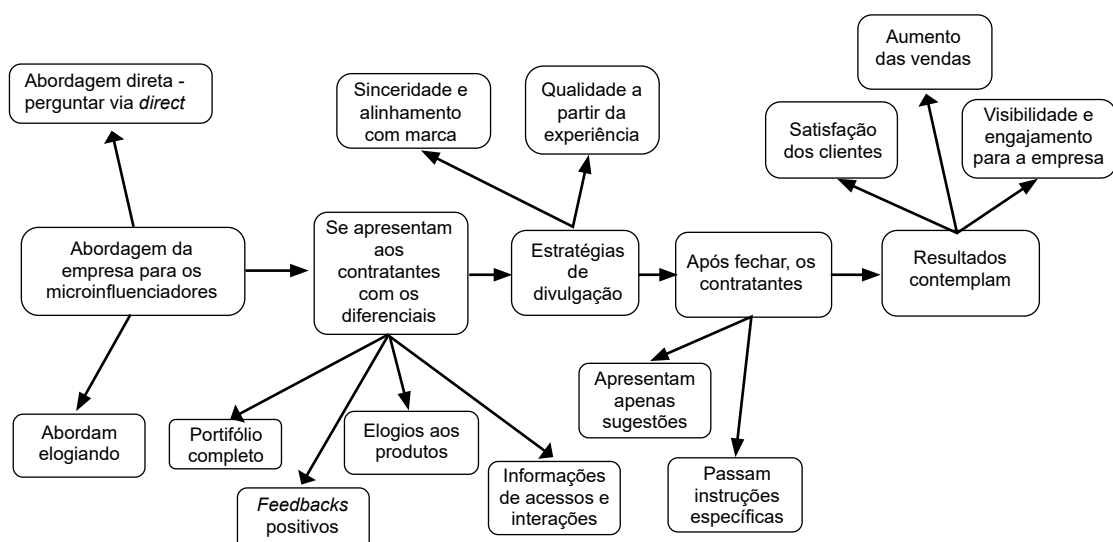 Abordagem direta -
perguntar via direct
Sinceridade e
alinhamento
com marca
Qualidade a
partir da
experiência
Aumento
das vendas
Satisfação
dos clientes
Visibilidade e
engajamento
para a empresa
Abordagem da
empresa para os
microinfluenciadores
Se apresentam
aos
contratantes
com os
diferenciais
Estratégias
de
divulgação
Após fechar, os
contratantes
Resultados
contemplam
Abordam
elogiando
Portifólio
completo
Feedbacks
positivos
Elogios aos
produtos
Informações
de acessos e
interações
Apresentam
apenas
sugestões
Passam
instruções
específicas